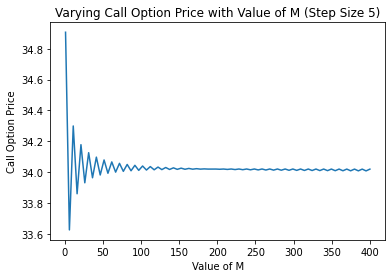 Varying Call Option Price with Value of M (Step Size 5)
Call Option Price
34.8
34.6
34.4
34.2
34.0
33.8
33.6
0 50 100 150 200 250 300 350 400
Value of M